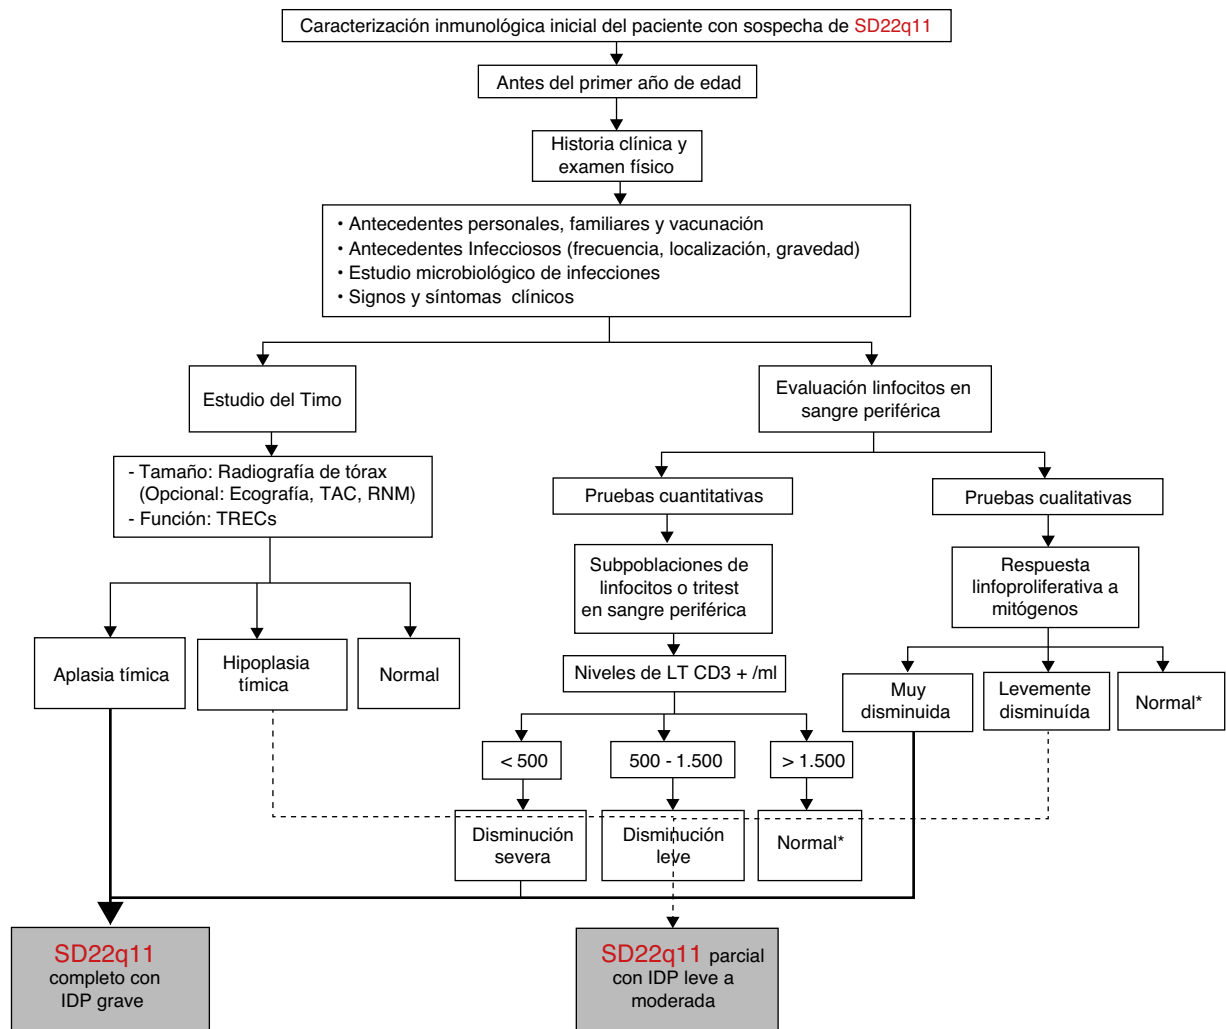 Caracterización inmunológica inicial del paciente con sospecha de SD22q11
Antes del primer año de edad
Historia clínica y
examen físico
• Antecedentes personales, familiares y vacunación
• Antecedentes Infecciosos (frecuencia, localización, gravedad)
• Estudio microbiológico de infecciones
• Signos y síntomas clínicos
Estudio del Timo
Evaluación linfocitos en
sangre periférica
- Tamaño: Radiografía de tórax
(Opcional: Ecografía, TAC, RNM)
- Función: TRECs
Pruebas cuantitativas
Pruebas cualitativas
Subpoblaciones de
linfocitos o tritest
en sangre periférica
Respuesta
linfoproliferativa a
mitógenos
Aplasia tímica
Hipoplasia
tímica
Normal
Niveles de LT CD3 + /ml
Muy
disminuida
Levemente
disminuída
Normal*
< 500
500 - 1.500
> 1.500
Disminución
severa
Disminución
leve
Normal*
SD22q11
completo con
IDP grave
SD22q11 parcial
con IDP leve a
moderada